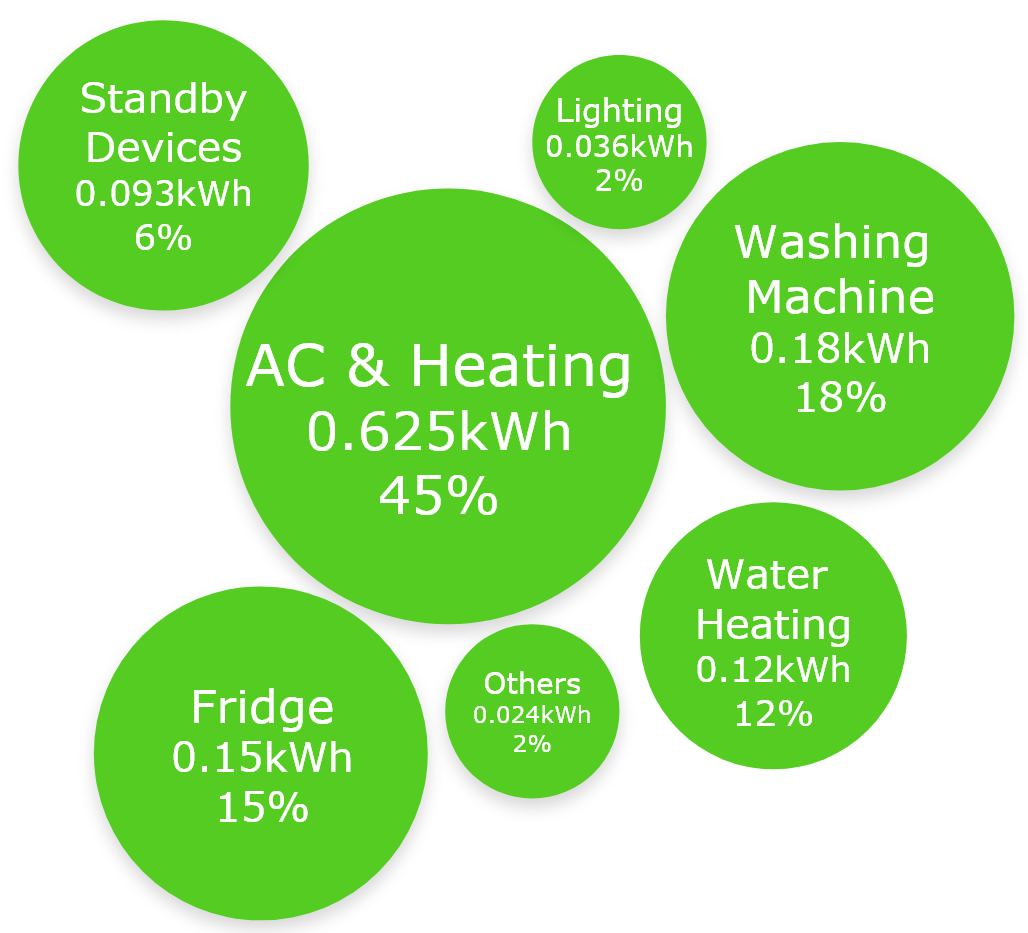 Standby
Devices
0.093kWh
6%
Lighting
0.036kWh
2%
Washing
Machine
0.18kWh
18%
AC & Heating
0.625kWh
45%
Water
Heating
0.12kWh
12%
Fridge
0.15kWh
15%
Others
0.024kWh
2%